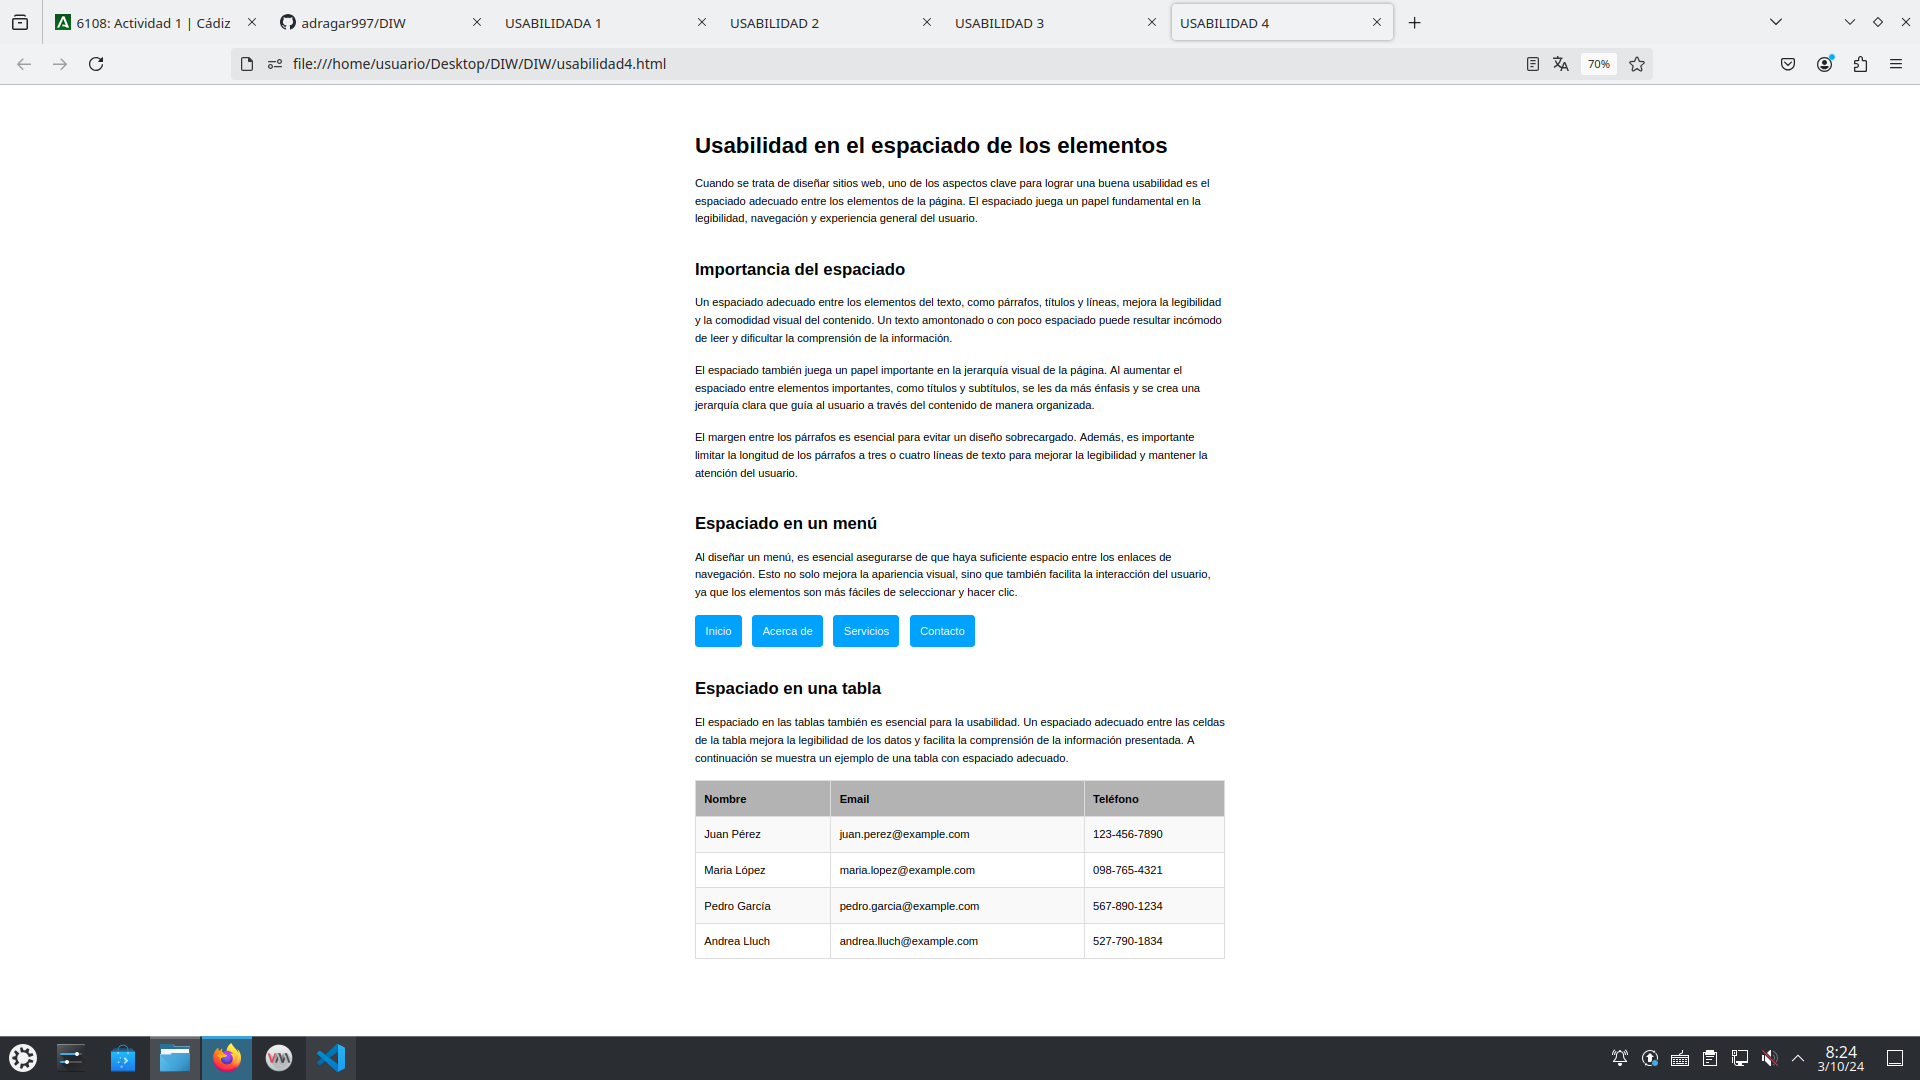 6108: Actividad 1 | Cádiz
adragar997/DIW
USABILIDADA 1
USABILIDAD 2
USABILIDAD 3
USABILIDAD 4
file:///home/usuario/Desktop/DIW/DIW/usabilidad4.html
70%
Usabilidad en el espaciado de los elementos
Cuando se trata de diseñar sitios web, uno de los aspectos clave para lograr una buena usabilidad es el
espaciado adecuado entre los elementos de la página. El espaciado juega un papel fundamental en la
legibilidad, navegación y experiencia general del usuario.
Importancia del espaciado
Un espaciado adecuado entre los elementos del texto, como párrafos, títulos y líneas, mejora la legibilidad
y la comodidad visual del contenido. Un texto amontonado o con poco espaciado puede resultar incómodo
de leer y dificultar la comprensión de la información.
El espaciado también juega un papel importante en la jerarquía visual de la página. Al aumentar el
espaciado entre elementos importantes, como títulos y subtítulos, se les da más énfasis y se crea una
jerarquía clara que guía al usuario a través del contenido de manera organizada.
El margen entre los párrafos es esencial para evitar un diseño sobrecargado. Además, es importante
limitar la longitud de los párrafos a tres o cuatro líneas de texto para mejorar la legibilidad y mantener la
atención del usuario.
Espaciado en un menú
Al diseñar un menú, es esencial asegurarse de que haya suficiente espacio entre los enlaces de
navegación. Esto no solo mejora la apariencia visual, sino que también facilita la interacción del usuario,
ya que los elementos son más fáciles de seleccionar y hacer clic.
Inicio Acerca de Servicios Contacto
Espaciado en una tabla
El espaciado en las tablas también es esencial para la usabilidad. Un espaciado adecuado entre las celdas
de la tabla mejora la legibilidad de los datos y facilita la comprensión de la información presentada. A
continuación se muestra un ejemplo de una tabla con espaciado adecuado.
Nombre Email Teléfono
Juan Pérez juan.perez@example.com 123-456-7890
Maria López maria.lopez@example.com 098-765-4321
Pedro García pedro.garcia@example.com 567-890-1234
Andrea Lluch andrea.lluch@example.com 527-790-1834
8:24
3/10/24